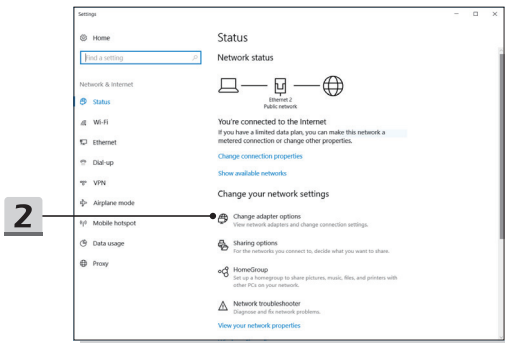 Settings
Home
Status
Find a setting
Network status
Network & Internet
Status
Ethernet 2
Public network
Wi-Fi
You're connected to the Internet
If you have a limited data plan, you can make this network a
metered connection or change other properties.
Ethernet
Dial-up
Change connection properties
VPN
Show available networks
Airplane mode
Change your network settings
2
Mobile hotspot
Change adapter options
View network adapters and change connection settings.
Data usage
Sharing options
For the networks you connect to, decide what you want to share.
Proxy
HomeGroup
Set up a homegroup to share pictures, music, files, and printers with
other PCs on your network.
Network troubleshooter
Diagnose and fix network problems.
View your network properties